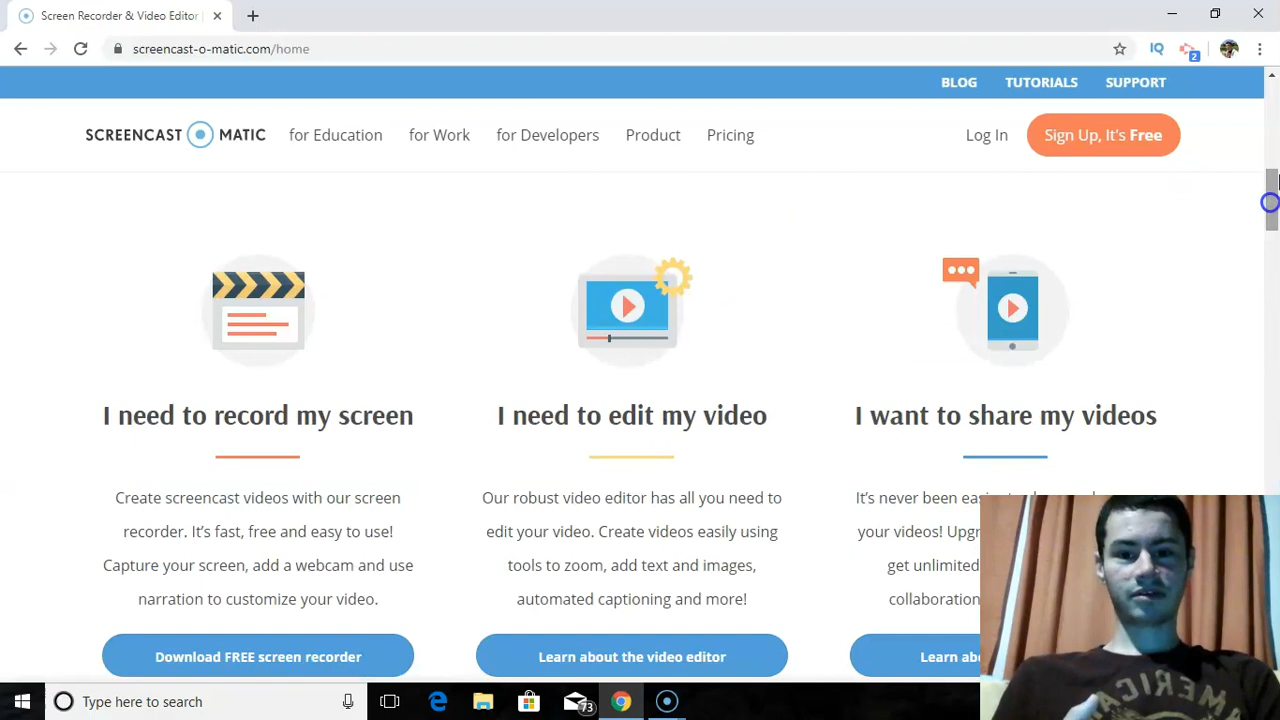 Screen Recorder & Video Editor
screencast-o-matic.com/home
IQ
2
BLOG TUTORIALS SUPPORT
SCREENCAST MATIC for Education for Work for Developers Product Pricing Log In Sign Up, It's Free
I need to record my screen
Create screencast videos with our screen
recorder. It's fast, free and easy to use!
Capture your screen, add a webcam and use
narration to customize your video.
Download FREE screen recorder
I need to edit my video
Our robust video editor has all you need to
edit your video. Create videos easily using
tools to zoom, add text and images,
automated captioning and more!
Learn about the video editor
I want to share my videos
It's never been
your videos!
get unlimited
Learn
Type here to search
73